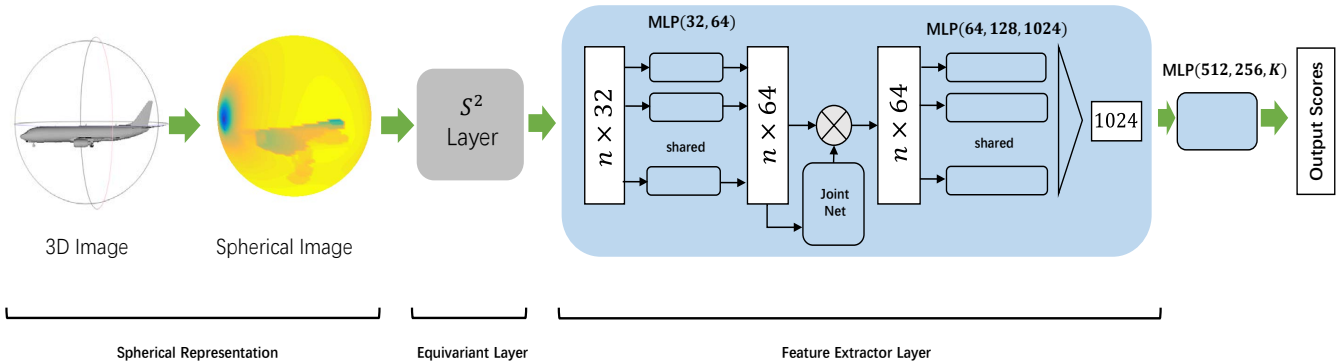 3D Image
Spherical Image
S²
Layer
MLP(32, 64)
n × 32
shared
n × 64
Joint
Net
n × 64
MLP(64, 128, 1024)
shared
1024
MLP(512, 256, K)
Output Scores
Spherical Representation
Equivariant Layer
Feature Extractor Layer